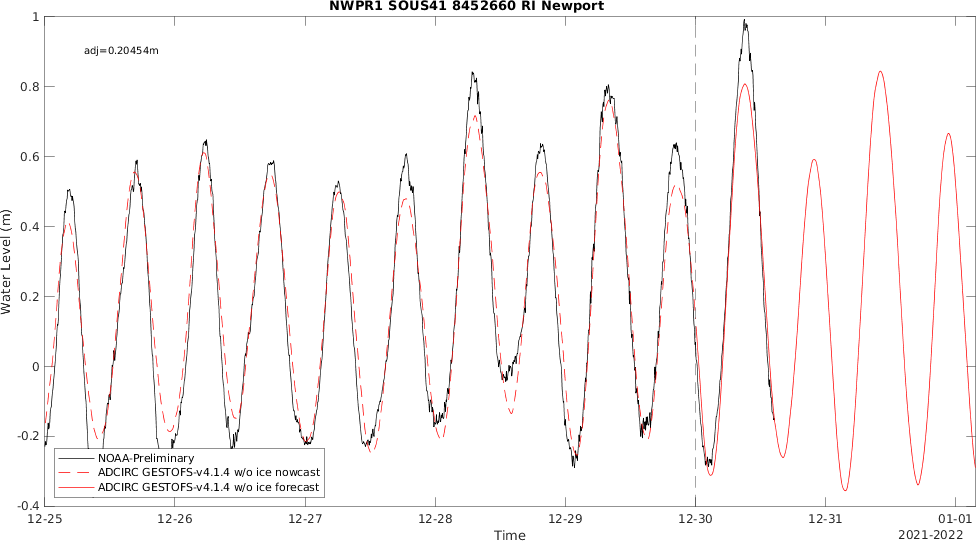 NWPR1 SOUS41 8452660 RI Newport
adj=0.20454m
Water Level (m)
1
0.8
0.6
0.4
0.2
0
-0.2
-0.4
NOAA-Preliminary
ADCIRC GESTOFS-v4.1.4 w/o ice nowcast
ADCIRC GESTOFS-v4.1.4 w/o ice forecast
12-25 12-26 12-27 12-28 12-29 12-30 12-31 01-01
Time
2021-2022